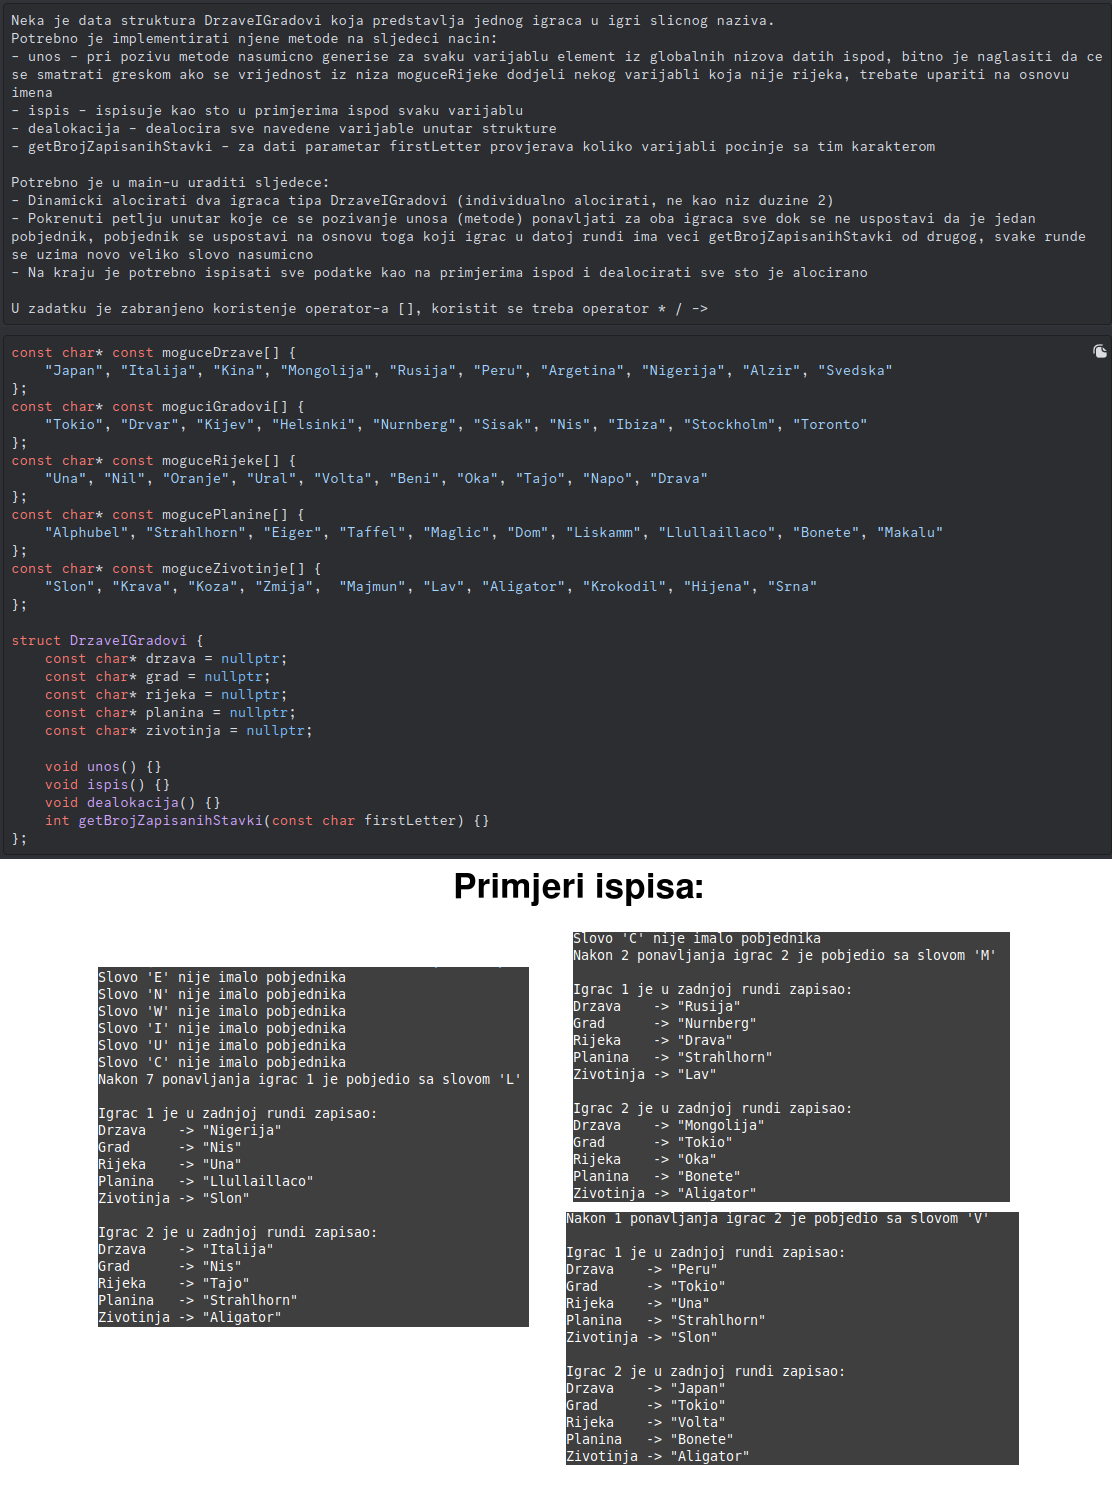 Neka je data struktura DrzaveIGradovi koja predstavlja jednog igraca u igri slicnog naziva.
Potrebno je implementirati njene metode na sljedeci nacin:
- unos - pri pozivu metode nasumicno generise za svaku varijablu element iz globalnih nizova datih ispod, bitno je naglasiti da ce
se smatrati greskom ako se vrijednost iz niza moguceRijeke dodjeli nekog varijabli koja nije rijeka, trebate upariti na osnovu
imena
- ispis - ispisuje kao sto u primjerima ispod svaku varijablu
- dealokacija - dealocira sve navedene varijable unutar strukture
- getBrojZapisanihStavki - za dati parametar firstLetter provjerava koliko varijabli pocinje sa tim karakterom

Potrebno je u main-u uraditi sljedece:
- Dinamicki alocirati dva igraca tipa DrzaveIGradovi (individualno alocirati, ne kao niz duzine 2)
- Pokrenuti petlju unutar koje ce se pozivanje unosa (metode) ponavljati za oba igraca sve dok se ne uspostavi da je jedan
pobjednik, pobjednik se uspostavi na osnovu toga koji igrac u datoj rundi ima veci getBrojZapisanihStavki od drugog, svake runde
se uzima novo veliko slovo nasumicno
- Na kraju je potrebno ispisati sve podatke kao na primjerima ispod i dealocirati sve sto je alocirano

U zadatku je zabranjeno koristenje operator-a [], koristit se treba operator * / ->

const char* const moguceDrzave[] {
    "Japan", "Italija", "Kina", "Mongolija", "Rusija", "Peru", "Argetina", "Nigerija", "Alzir", "Svedska"
};
const char* const moguciGradovi[] {
    "Tokio", "Drvar", "Kijev", "Helsinki", "Nurnberg", "Sisak", "Nis", "Ibiza", "Stockholm", "Toronto"
};
const char* const moguceRijeke[] {
    "Una", "Nil", "Oranje", "Ural", "Volta", "Beni", "Oka", "Tajo", "Napo", "Drava"
};
const char* const mogucePlanine[] {
    "Alphubel", "Strahlhorn", "Eiger", "Taffel", "Maglic", "Dom", "Liskamm", "Llullaillaco", "Bonete", "Makalu"
};
const char* const moguceZivotinje[] {
    "Slon", "Krava", "Koza", "Zmija",  "Majmun", "Lav", "Aligator", "Krokodil", "Hijena", "Srna"
};

struct DrzaveIGradovi {
    const char* drzava = nullptr;
    const char* grad = nullptr;
    const char* rijeka = nullptr;
    const char* planina = nullptr;
    const char* zivotinja = nullptr;

    void unos() {}
    void ispis() {}
    void dealokacija() {}
    int getBrojZapisanihStavki(const char firstLetter) {}
};

Primjeri ispisa:

Slovo 'E' nije imalo pobjednika
Slovo 'N' nije imalo pobjednika
Slovo 'W' nije imalo pobjednika
Slovo 'I' nije imalo pobjednika
Slovo 'U' nije imalo pobjednika
Slovo 'C' nije imalo pobjednika
Nakon 7 ponavljanja igrac 1 je pobjedio sa slovom 'L'

Igrac 1 je u zadnjoj rundi zapisao:
Drzava    -> "Nigerija"
Grad      -> "Nis"
Rijeka    -> "Una"
Planina   -> "Llullaillaco"
Zivotinja -> "Slon"

Igrac 2 je u zadnjoj rundi zapisao:
Drzava    -> "Italija"
Grad      -> "Nis"
Rijeka    -> "Tajo"
Planina   -> "Strahlhorn"
Zivotinja -> "Aligator"

Slovo 'C' nije imalo pobjednika
Nakon 2 ponavljanja igrac 2 je pobjedio sa slovom 'M'

Igrac 1 je u zadnjoj rundi zapisao:
Drzava    -> "Rusija"
Grad      -> "Nurnberg"
Rijeka    -> "Drava"
Planina   -> "Strahlhorn"
Zivotinja -> "Lav"

Igrac 2 je u zadnjoj rundi zapisao:
Drzava    -> "Mongolija"
Grad      -> "Tokio"
Rijeka    -> "Oka"
Planina   -> "Bonete"
Zivotinja -> "Aligator"

Nakon 1 ponavljanja igrac 2 je pobjedio sa slovom 'V'

Igrac 1 je u zadnjoj rundi zapisao:
Drzava    -> "Peru"
Grad      -> "Tokio"
Rijeka    -> "Una"
Planina   -> "Strahlhorn"
Zivotinja -> "Slon"

Igrac 2 je u zadnjoj rundi zapisao:
Drzava    -> "Japan"
Grad      -> "Tokio"
Rijeka    -> "Volta"
Planina   -> "Bonete"
Zivotinja -> "Aligator"